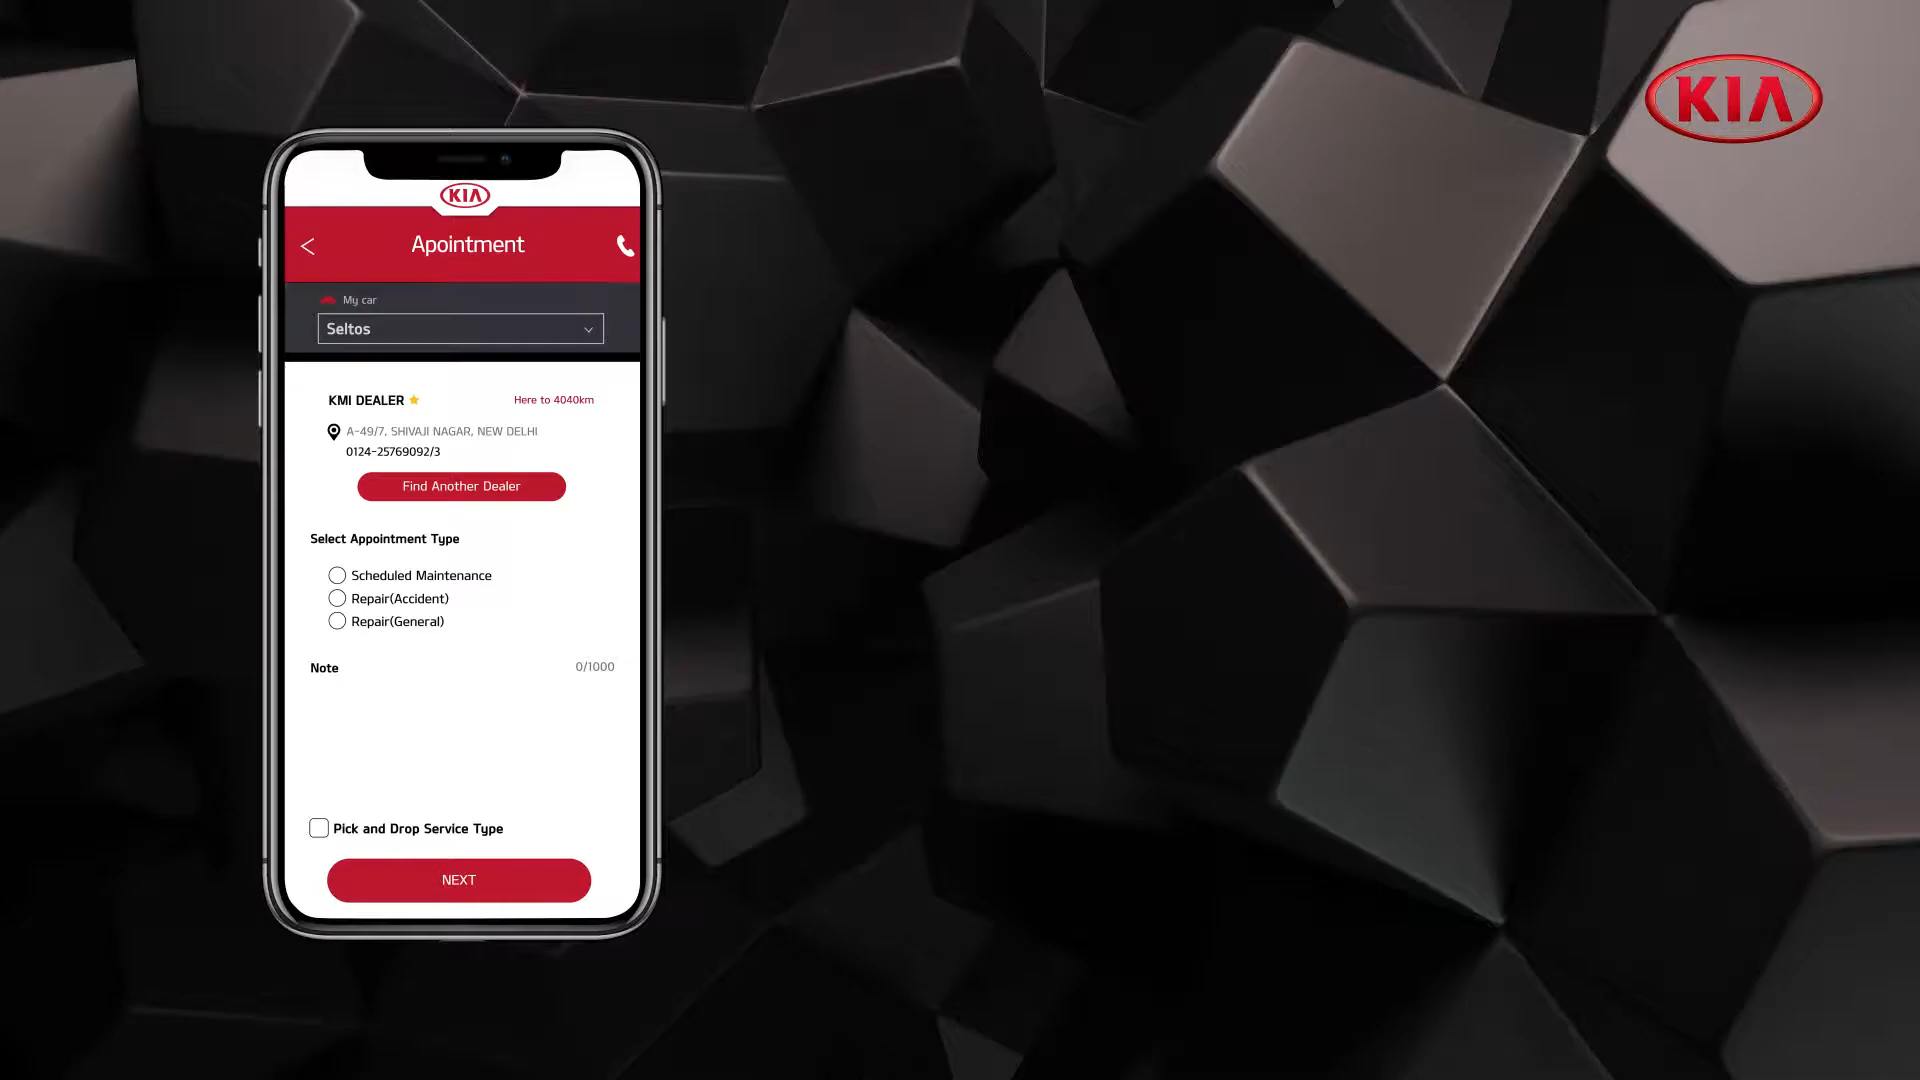 KIA
KIA
Apointment
My car
Seltos
KMI DEALER
Here to 4040km
A-49/7, SHIVAJI NAGAR, NEW DELHI
0124-25769092/3
Find Another Dealer
Select Appointment Type
Scheduled Maintenance
Repair(Accident)
Repair(General)
Note
0/1000
Pick and Drop Service Type
NEXT